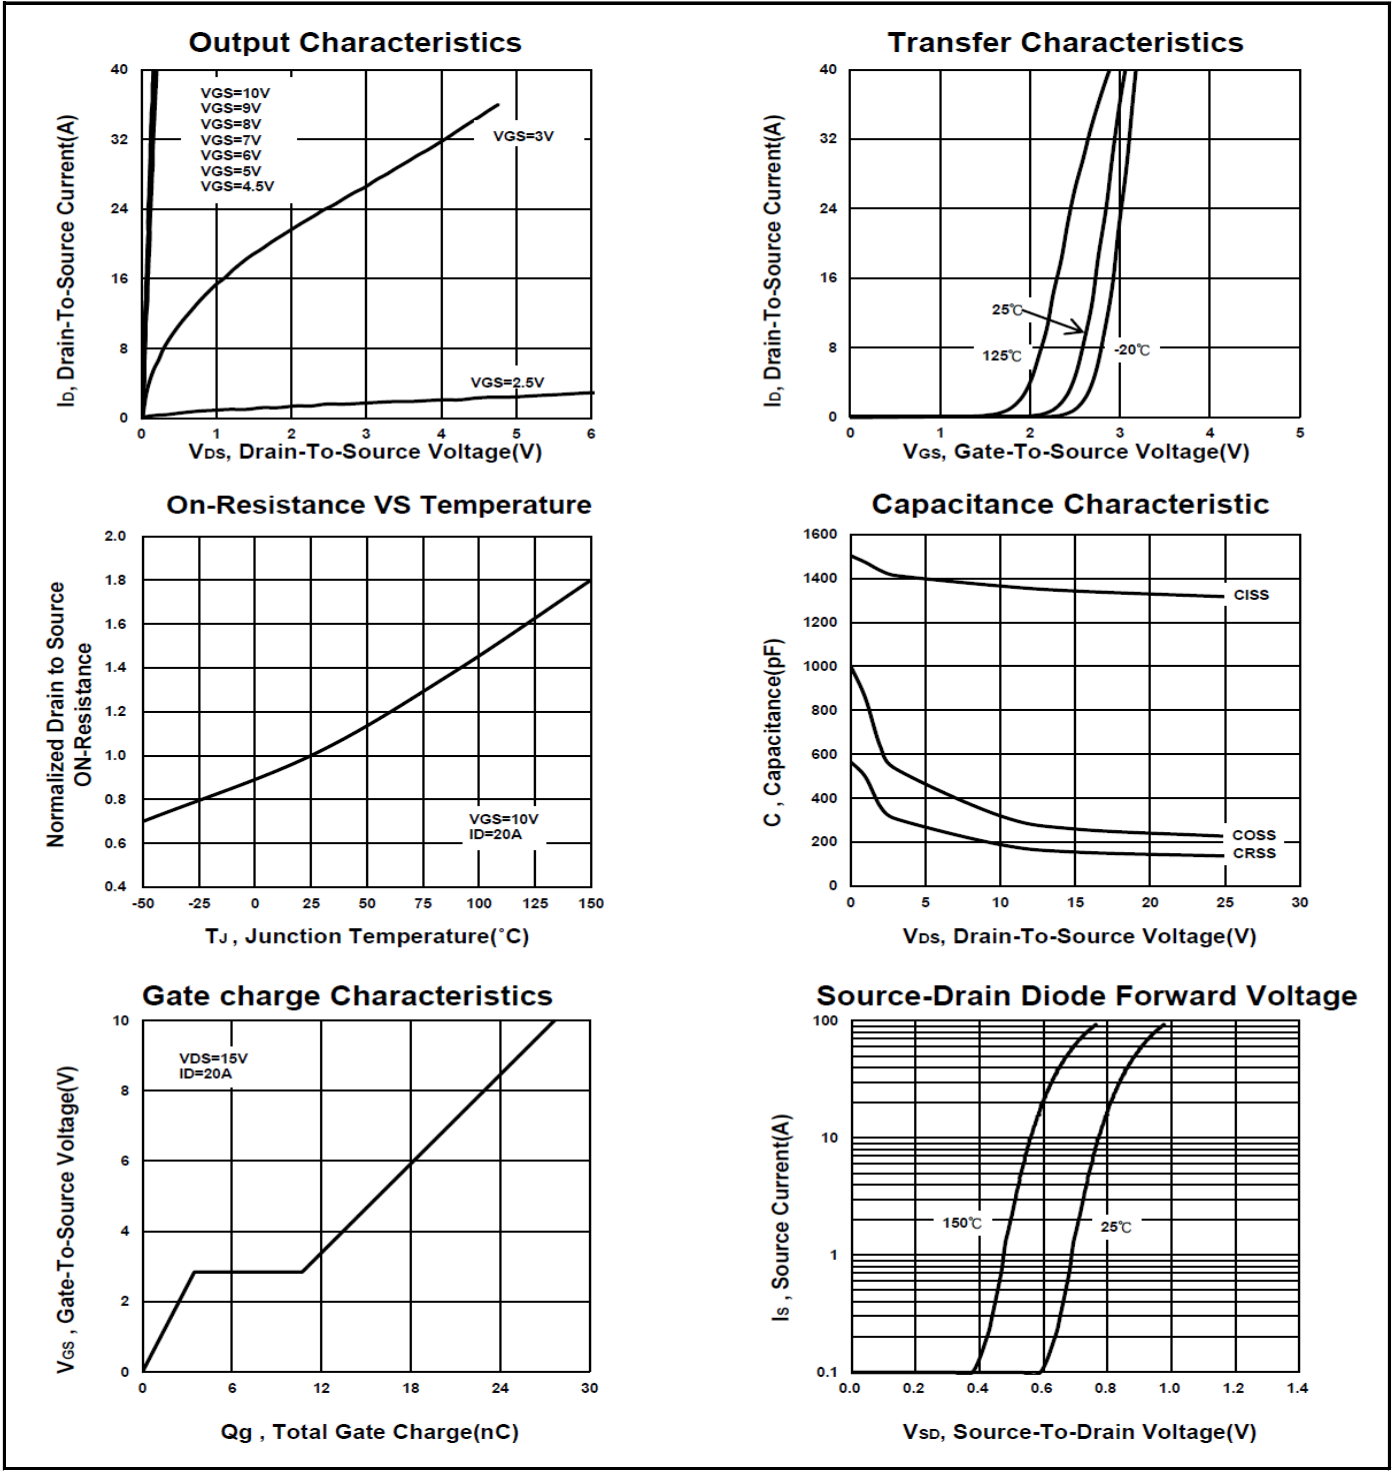 Output Characteristics
40
32
24
16
8
0
0 1 2 3 4 5 6
ID, Drain-To-Source Current(A)
VGS=10V
VGS=9V
VGS=8V
VGS=7V
VGS=6V
VGS=5V
VGS=4.5V
VGS=3V
VGS=2.5V
VDS, Drain-To-Source Voltage(V)
Transfer Characteristics
40
32
24
16
8
0
0 1 2 3 4 5
ID, Drain-To-Source Current(A)
25℃
125℃
-20℃
VGS, Gate-To-Source Voltage(V)
On-Resistance VS Temperature
2.0
1.8
1.6
1.4
1.2
1.0
0.8
0.6
0.4
-50 -25 0 25 50 75 100 125 150
Normalized Drain to Source
ON-Resistance
VGS=10V
ID=20A
TJ , Junction Temperature(°C)
Capacitance Characteristic
1600
1400
1200
1000
800
600
400
200
0
0 5 10 15 20 25 30
C , Capacitance(pF)
CISS
COSS
CRSS
VDS, Drain-To-Source Voltage(V)
Gate charge Characteristics
10
8
6
4
2
0
0 6 12 18 24 30
VGS , Gate-To-Source Voltage(V)
VDS=15V
ID=20A
Qg , Total Gate Charge(nC)
Source-Drain Diode Forward Voltage
100
10
1
0.1
0.0 0.2 0.4 0.6 0.8 1.0 1.2 1.4
IS , Source Current(A)
150℃
25℃
VSD, Source-To-Drain Voltage(V)